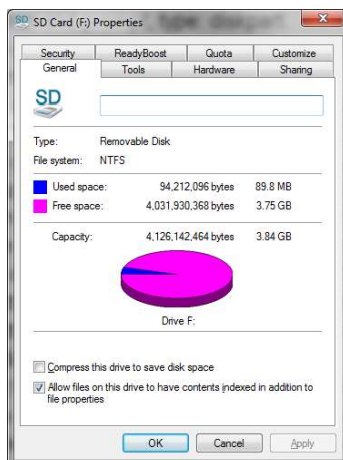 SD Card (F:) Properties
type: diskpart
Security ReadyBoost Quota Customize
General Tools Hardware Sharing
SD
Type: Removable Disk
File system: NTFS
Used space: 94,212,096 bytes 89.8 MB
Free space: 4,031,930,368 bytes 3.75 GB
Capacity: 4,126,142,464 bytes 3.84 GB
Drive F:
Compress this drive to save disk space
Allow files on this drive to have contents indexed in addition to
file properties
OK Cancel Apply